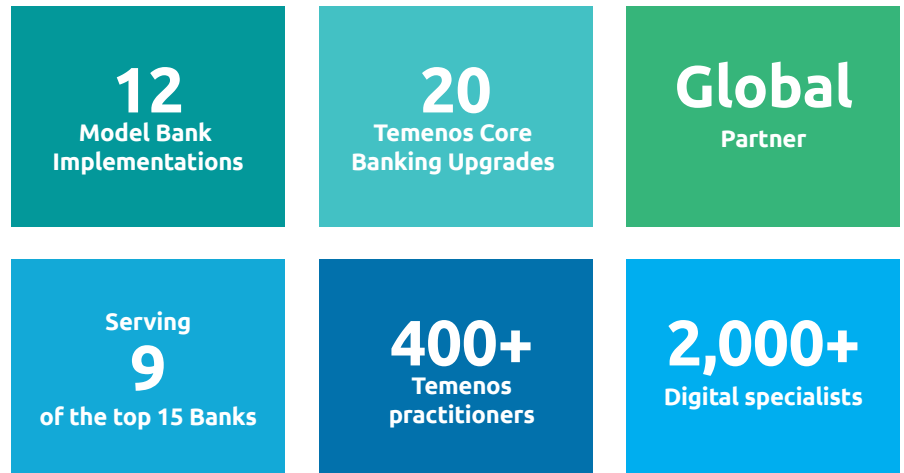 12
Model Bank
Implementations
20
Temenos Core
Banking Upgrades
Global
Partner
Serving
9
of the top 15 Banks
400+
Temenos
practitioners
2,000+
Digital specialists